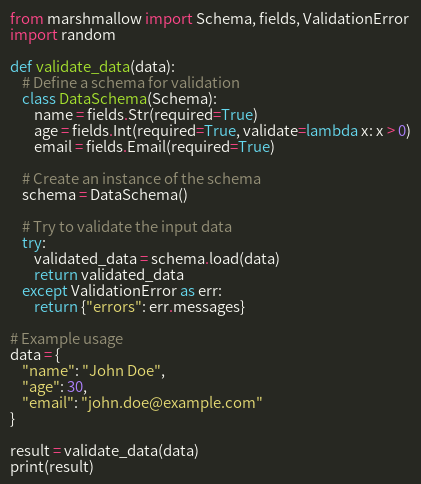 from marshmallow import Schema, fields, ValidationError
import random

def validate_data(data):
    # Define a schema for validation
    class DataSchema(Schema):
        name = fields.Str(required=True)
        age = fields.Int(required=True, validate=lambda x: x > 0)
        email = fields.Email(required=True)

    # Create an instance of the schema
    schema = DataSchema()

    # Try to validate the input data
    try:
        validated_data = schema.load(data)
        return validated_data
    except ValidationError as err:
        return {"errors": err.messages}

# Example usage
data = {
    "name": "John Doe",
    "age": 30,
    "email": "john.doe@example.com"
}

result = validate_data(data)
print(result)